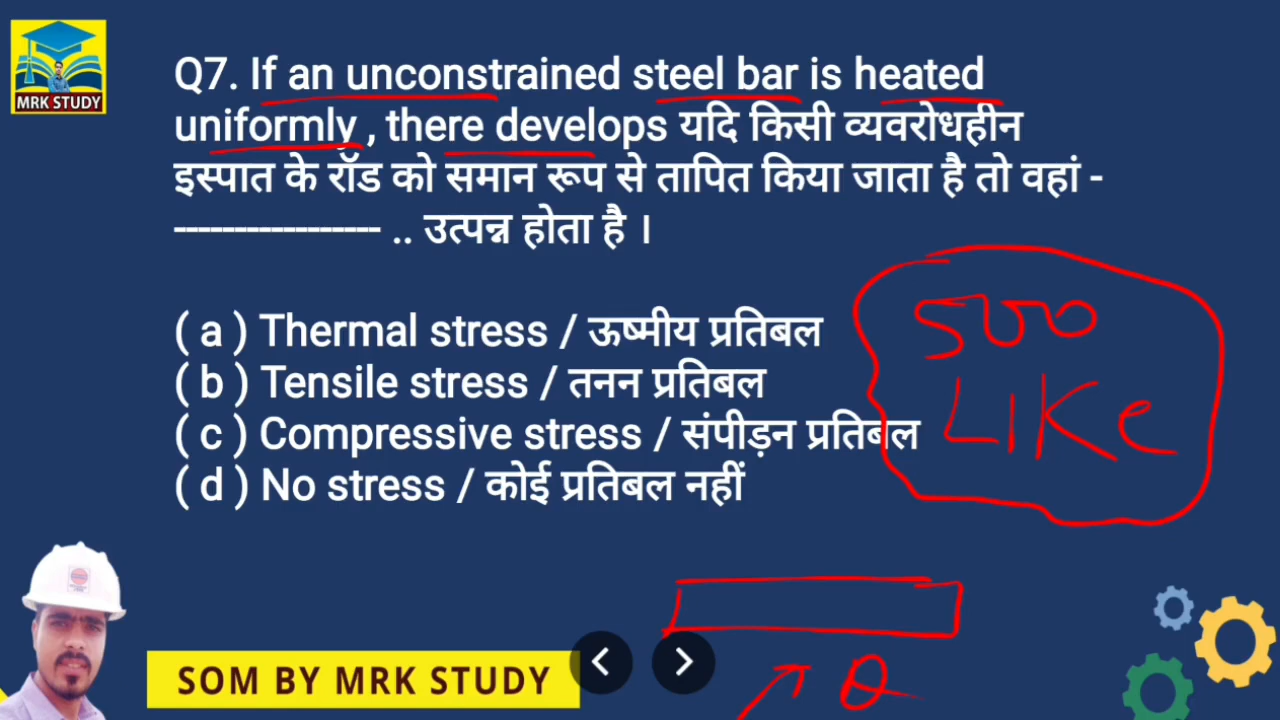 MRK STUDY
Q7. If an unconstrained steel bar is heated
uniformly , there develops यदि किसी व्यवरोधहीन
इस्पात के रॉड को समान रूप से तापित किया जाता है तो वहां -
----------------- .. उत्पन्न होता है ।
( a ) Thermal stress / ऊष्मीय प्रतिबल
( b ) Tensile stress / तनन प्रतिबल
( c ) Compressive stress / संपीड़न प्रतिबल
( d ) No stress / कोई प्रतिबल नहीं
500
LIKe
θ
SOM BY MRK STUDY